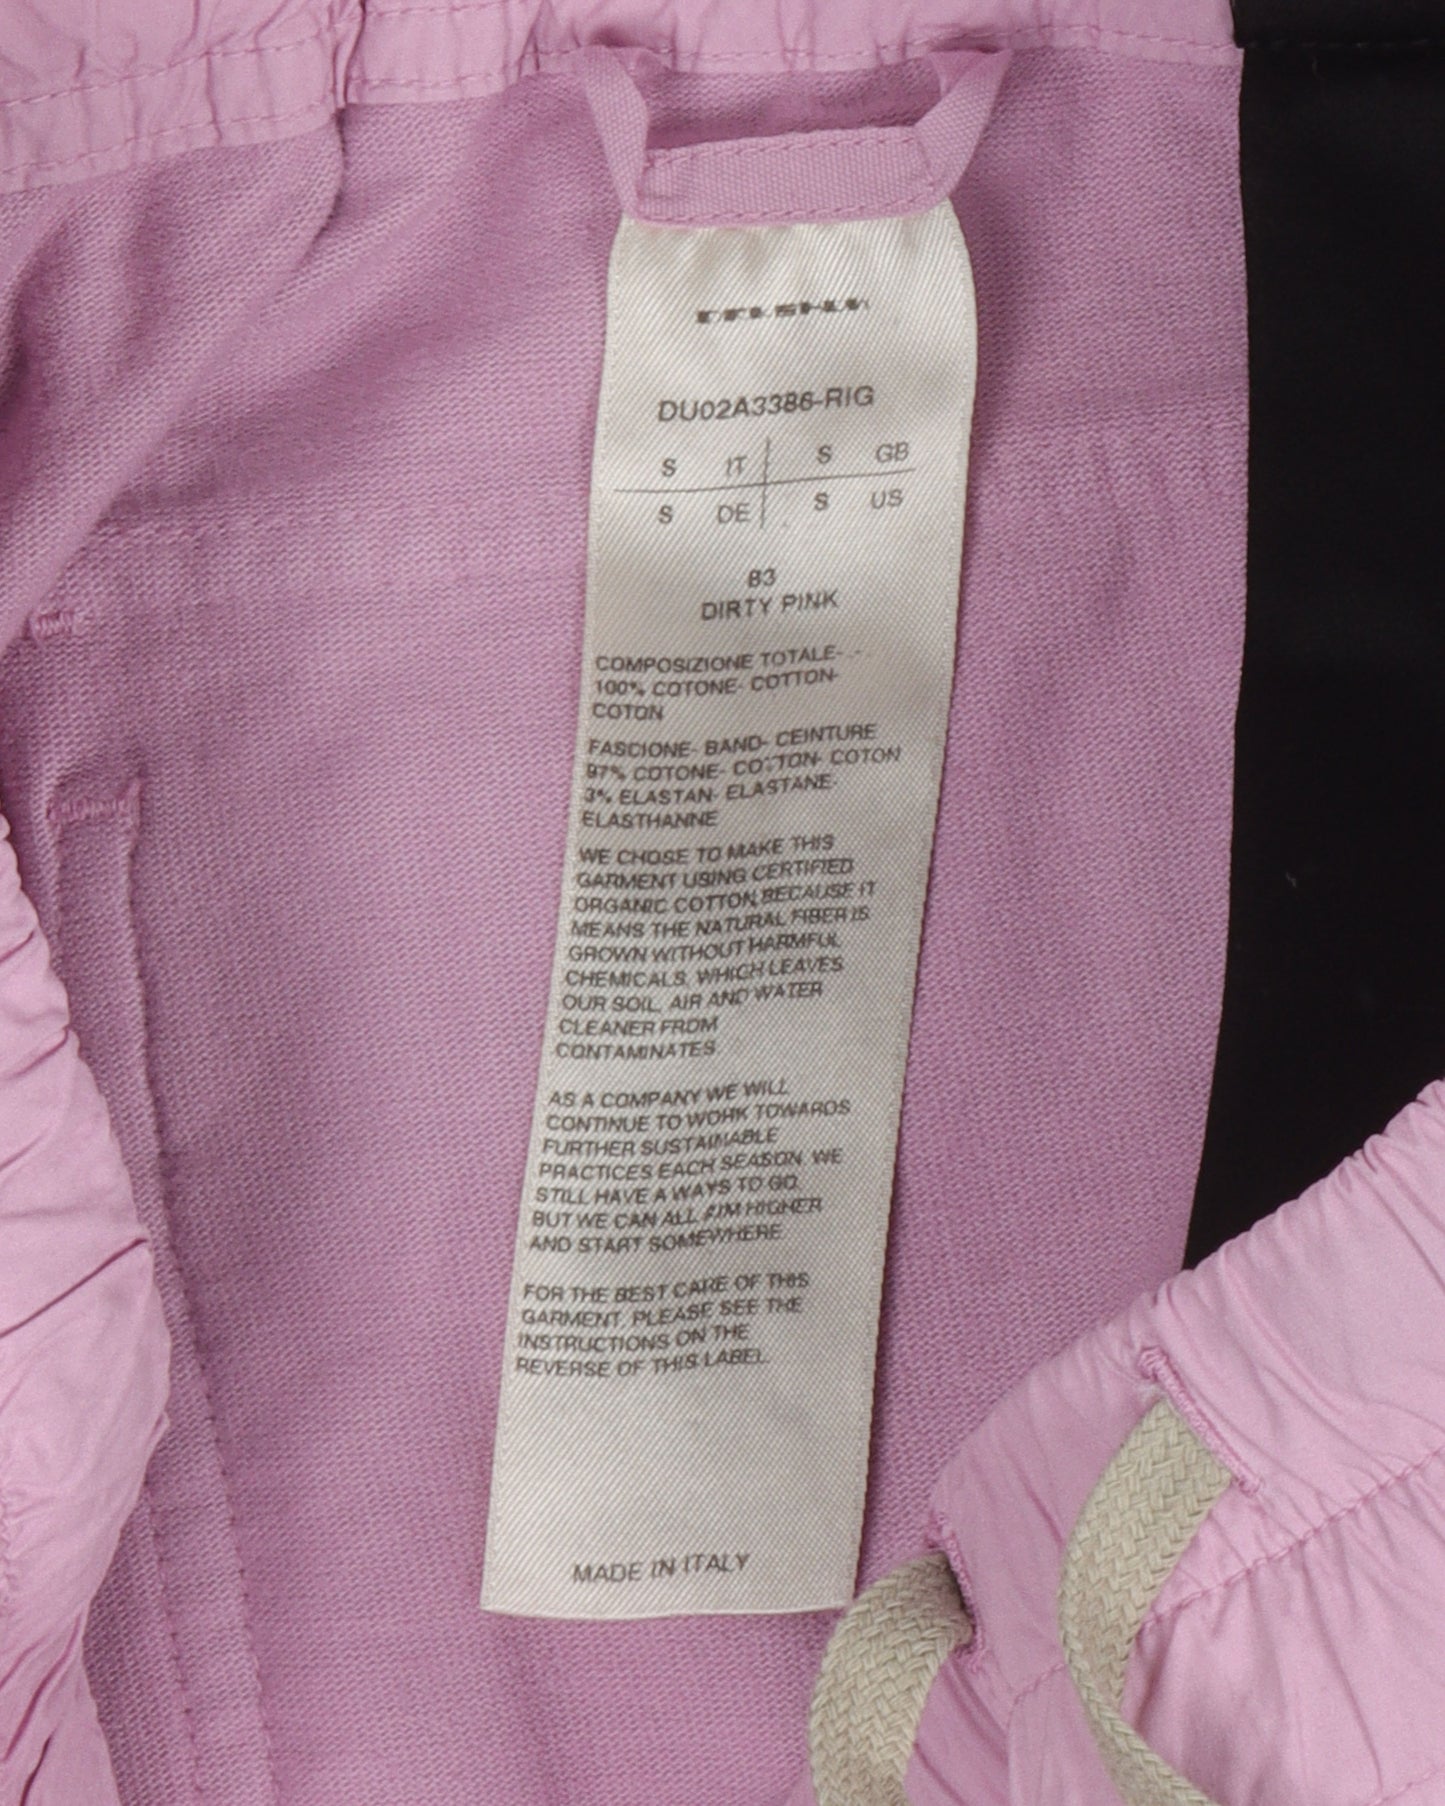 DRKSHDW
DU02A3386-RIG
S IT S GB
S DE S US
83
DIRTY PINK
COMPOSIZIONE TOTALE- -
100% COTONE- COTTON-
COTON
FASCIONE- BAND- CEINTURE
97% COTONE- COTTON- COTON
3% ELASTAN- ELASTANE-
ELASTHANNE
WE CHOSE TO MAKE THIS
GARMENT USING CERTIFIED
ORGANIC COTTON BECAUSE IT
MEANS THE NATURAL FIBER IS
GROWN WITHOUT HARMFUL
CHEMICALS, WHICH LEAVES
OUR SOIL, AIR AND WATER
CLEANER FROM
CONTAMINATES.
AS A COMPANY WE WILL
CONTINUE TO WORK TOWARDS
FURTHER SUSTAINABLE
PRACTICES EACH SEASON. WE
STILL HAVE A WAYS TO GO,
BUT WE CAN ALL AIM HIGHER
AND START SOMEWHERE.
FOR THE BEST CARE OF THIS
GARMENT, PLEASE SEE THE
INSTRUCTIONS ON THE
REVERSE OF THIS LABEL.
MADE IN ITALY